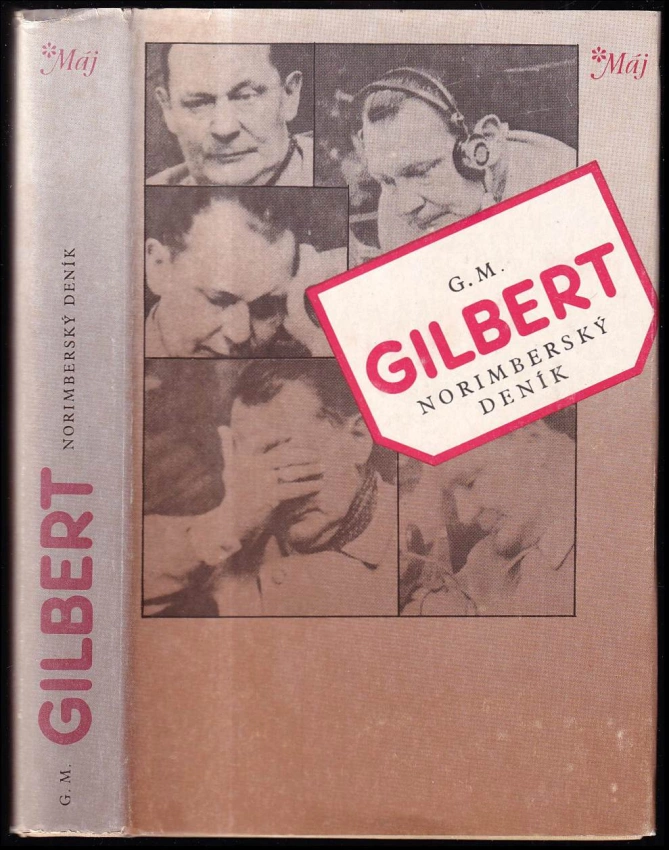 *Máj
NORIMBERSKÝ DENÍK
GILBERT
G. M.
*Máj
G. M.
GILBERT
NORIMBERSKÝ
DENÍK